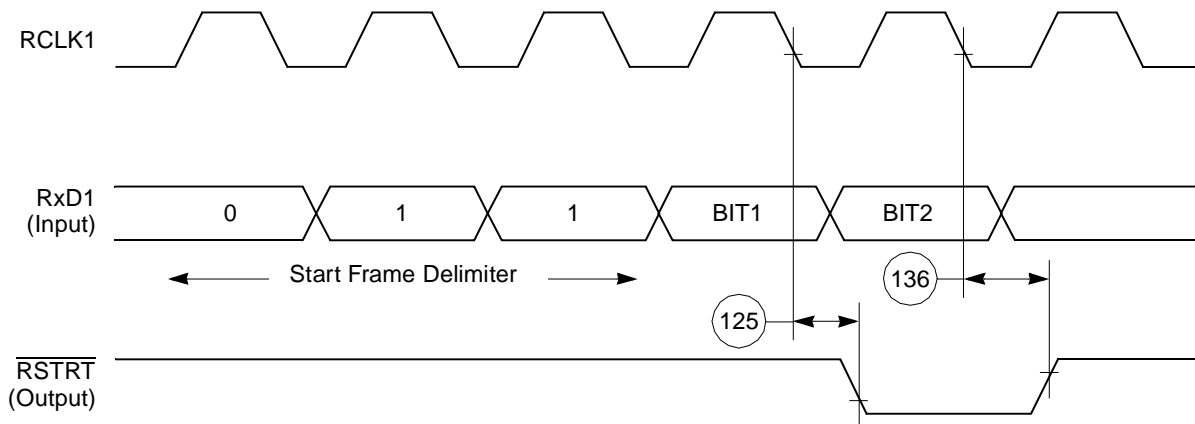 RCLK1
RxD1
(Input)
0 1 1 BIT1 BIT2
Start Frame Delimiter
136
125
RSTRT
(Output)